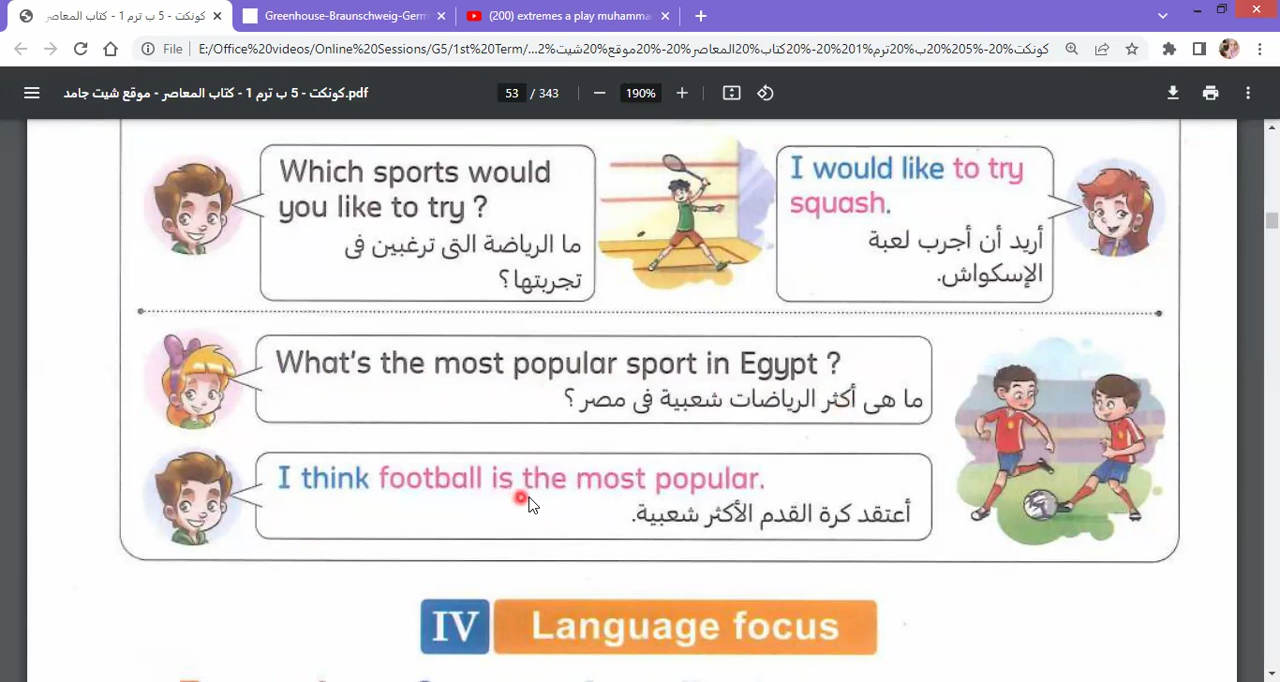 كونكت - 5 ب ترم 1 - كتاب المعاصر
Greenhouse-Braunschweig-Germ
(200) extremes a play muhamma
File
E:/Office%20videos/Online%20Sessions/G5/1st%20Term/...2%كونكت%20-%205%20ب%20ترم%201%20-%20كتاب%20المعاصر%20-%20موقع%20شيت
كونكت - 5 ب ترم 1 - كتاب المعاصر - موقع شيت جامد.pdf
53 / 343
190%
Which sports would
you like to try ?
ما الرياضة التى ترغبين فى
تجربتها؟
I would like to try
squash.
أريد أن أجرب لعبة
الإسكواش.
What's the most popular sport in Egypt ?
ما هى أكثر الرياضات شعبية فى مصر ؟
I think football is the most popular.
أعتقد كرة القدم الأكثر شعبية.
IV
Language focus